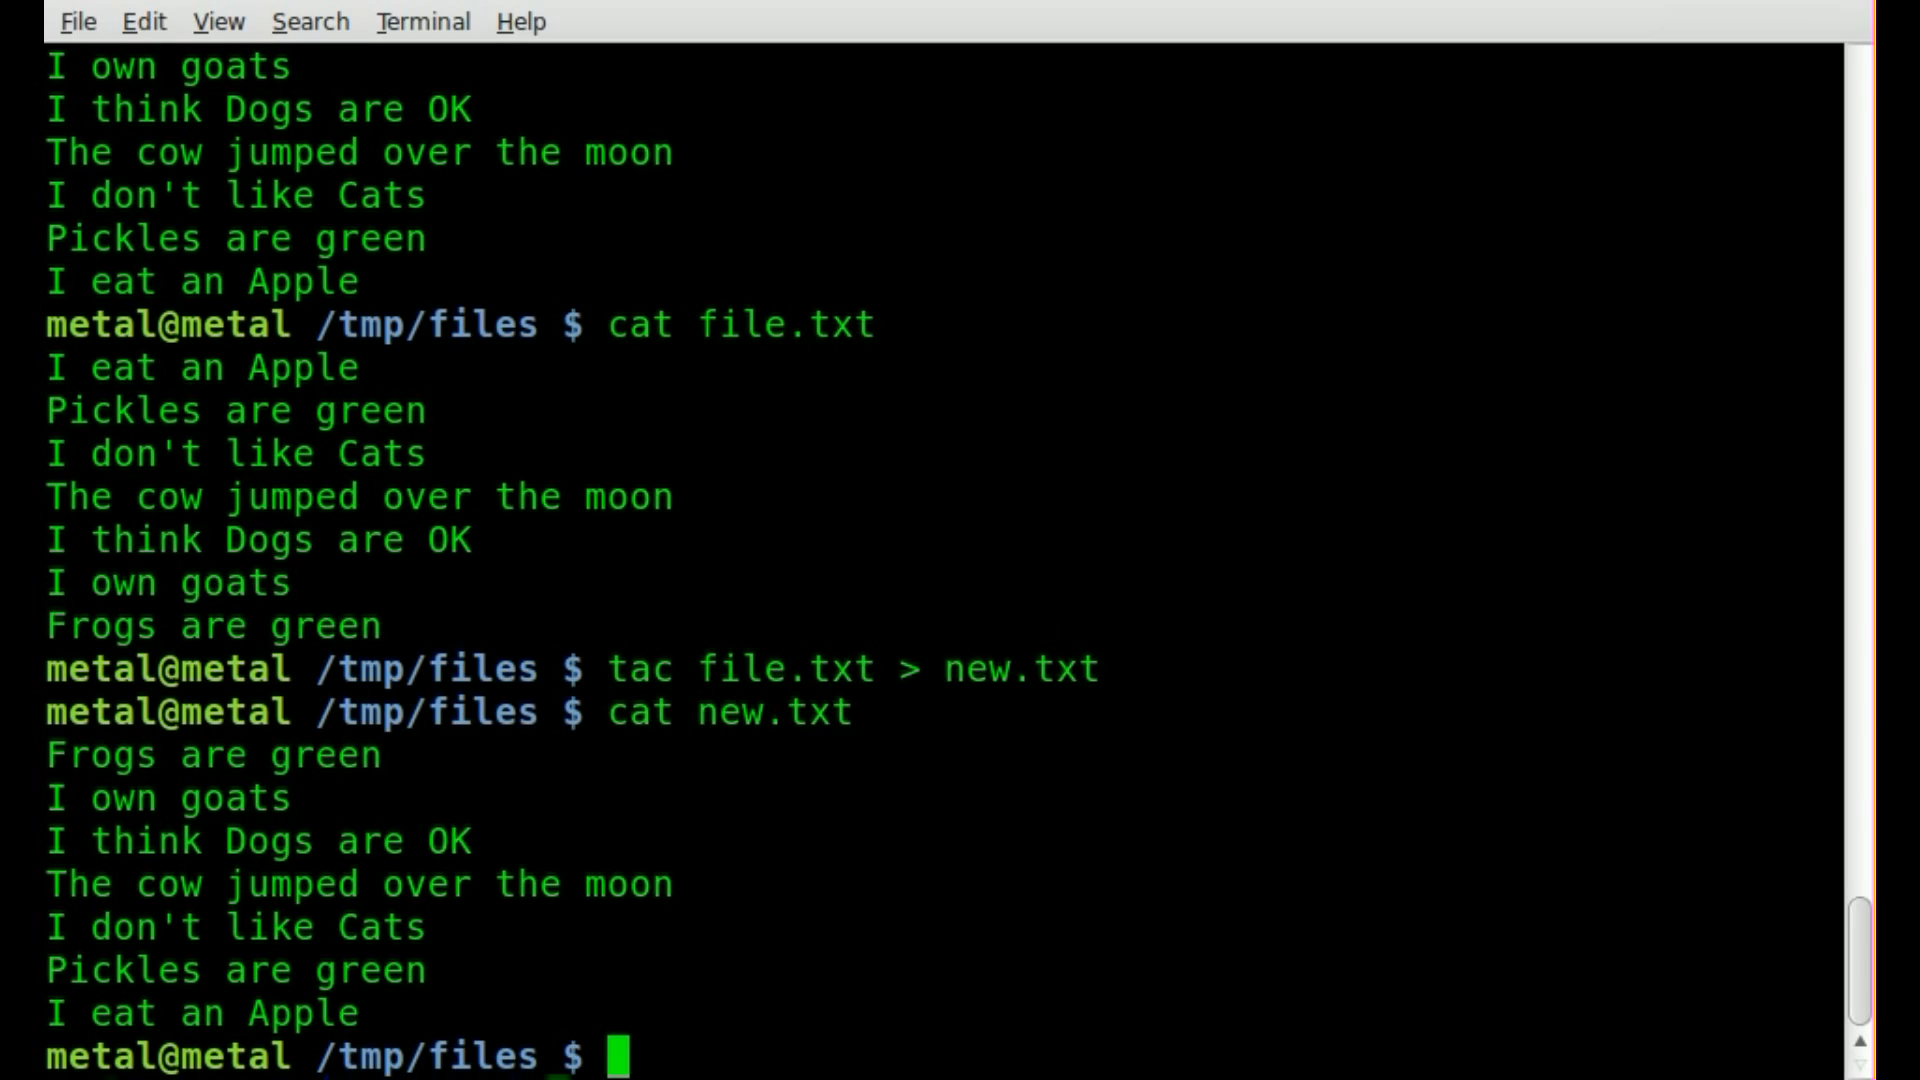 File Edit View Search Terminal Help
I own goats
I think Dogs are OK
The cow jumped over the moon
I don't like Cats
Pickles are green
I eat an Apple
metal@metal /tmp/files $ cat file.txt
I eat an Apple
Pickles are green
I don't like Cats
The cow jumped over the moon
I think Dogs are OK
I own goats
Frogs are green
metal@metal /tmp/files $ tac file.txt > new.txt
metal@metal /tmp/files $ cat new.txt
Frogs are green
I own goats
I think Dogs are OK
The cow jumped over the moon
I don't like Cats
Pickles are green
I eat an Apple
metal@metal /tmp/files $